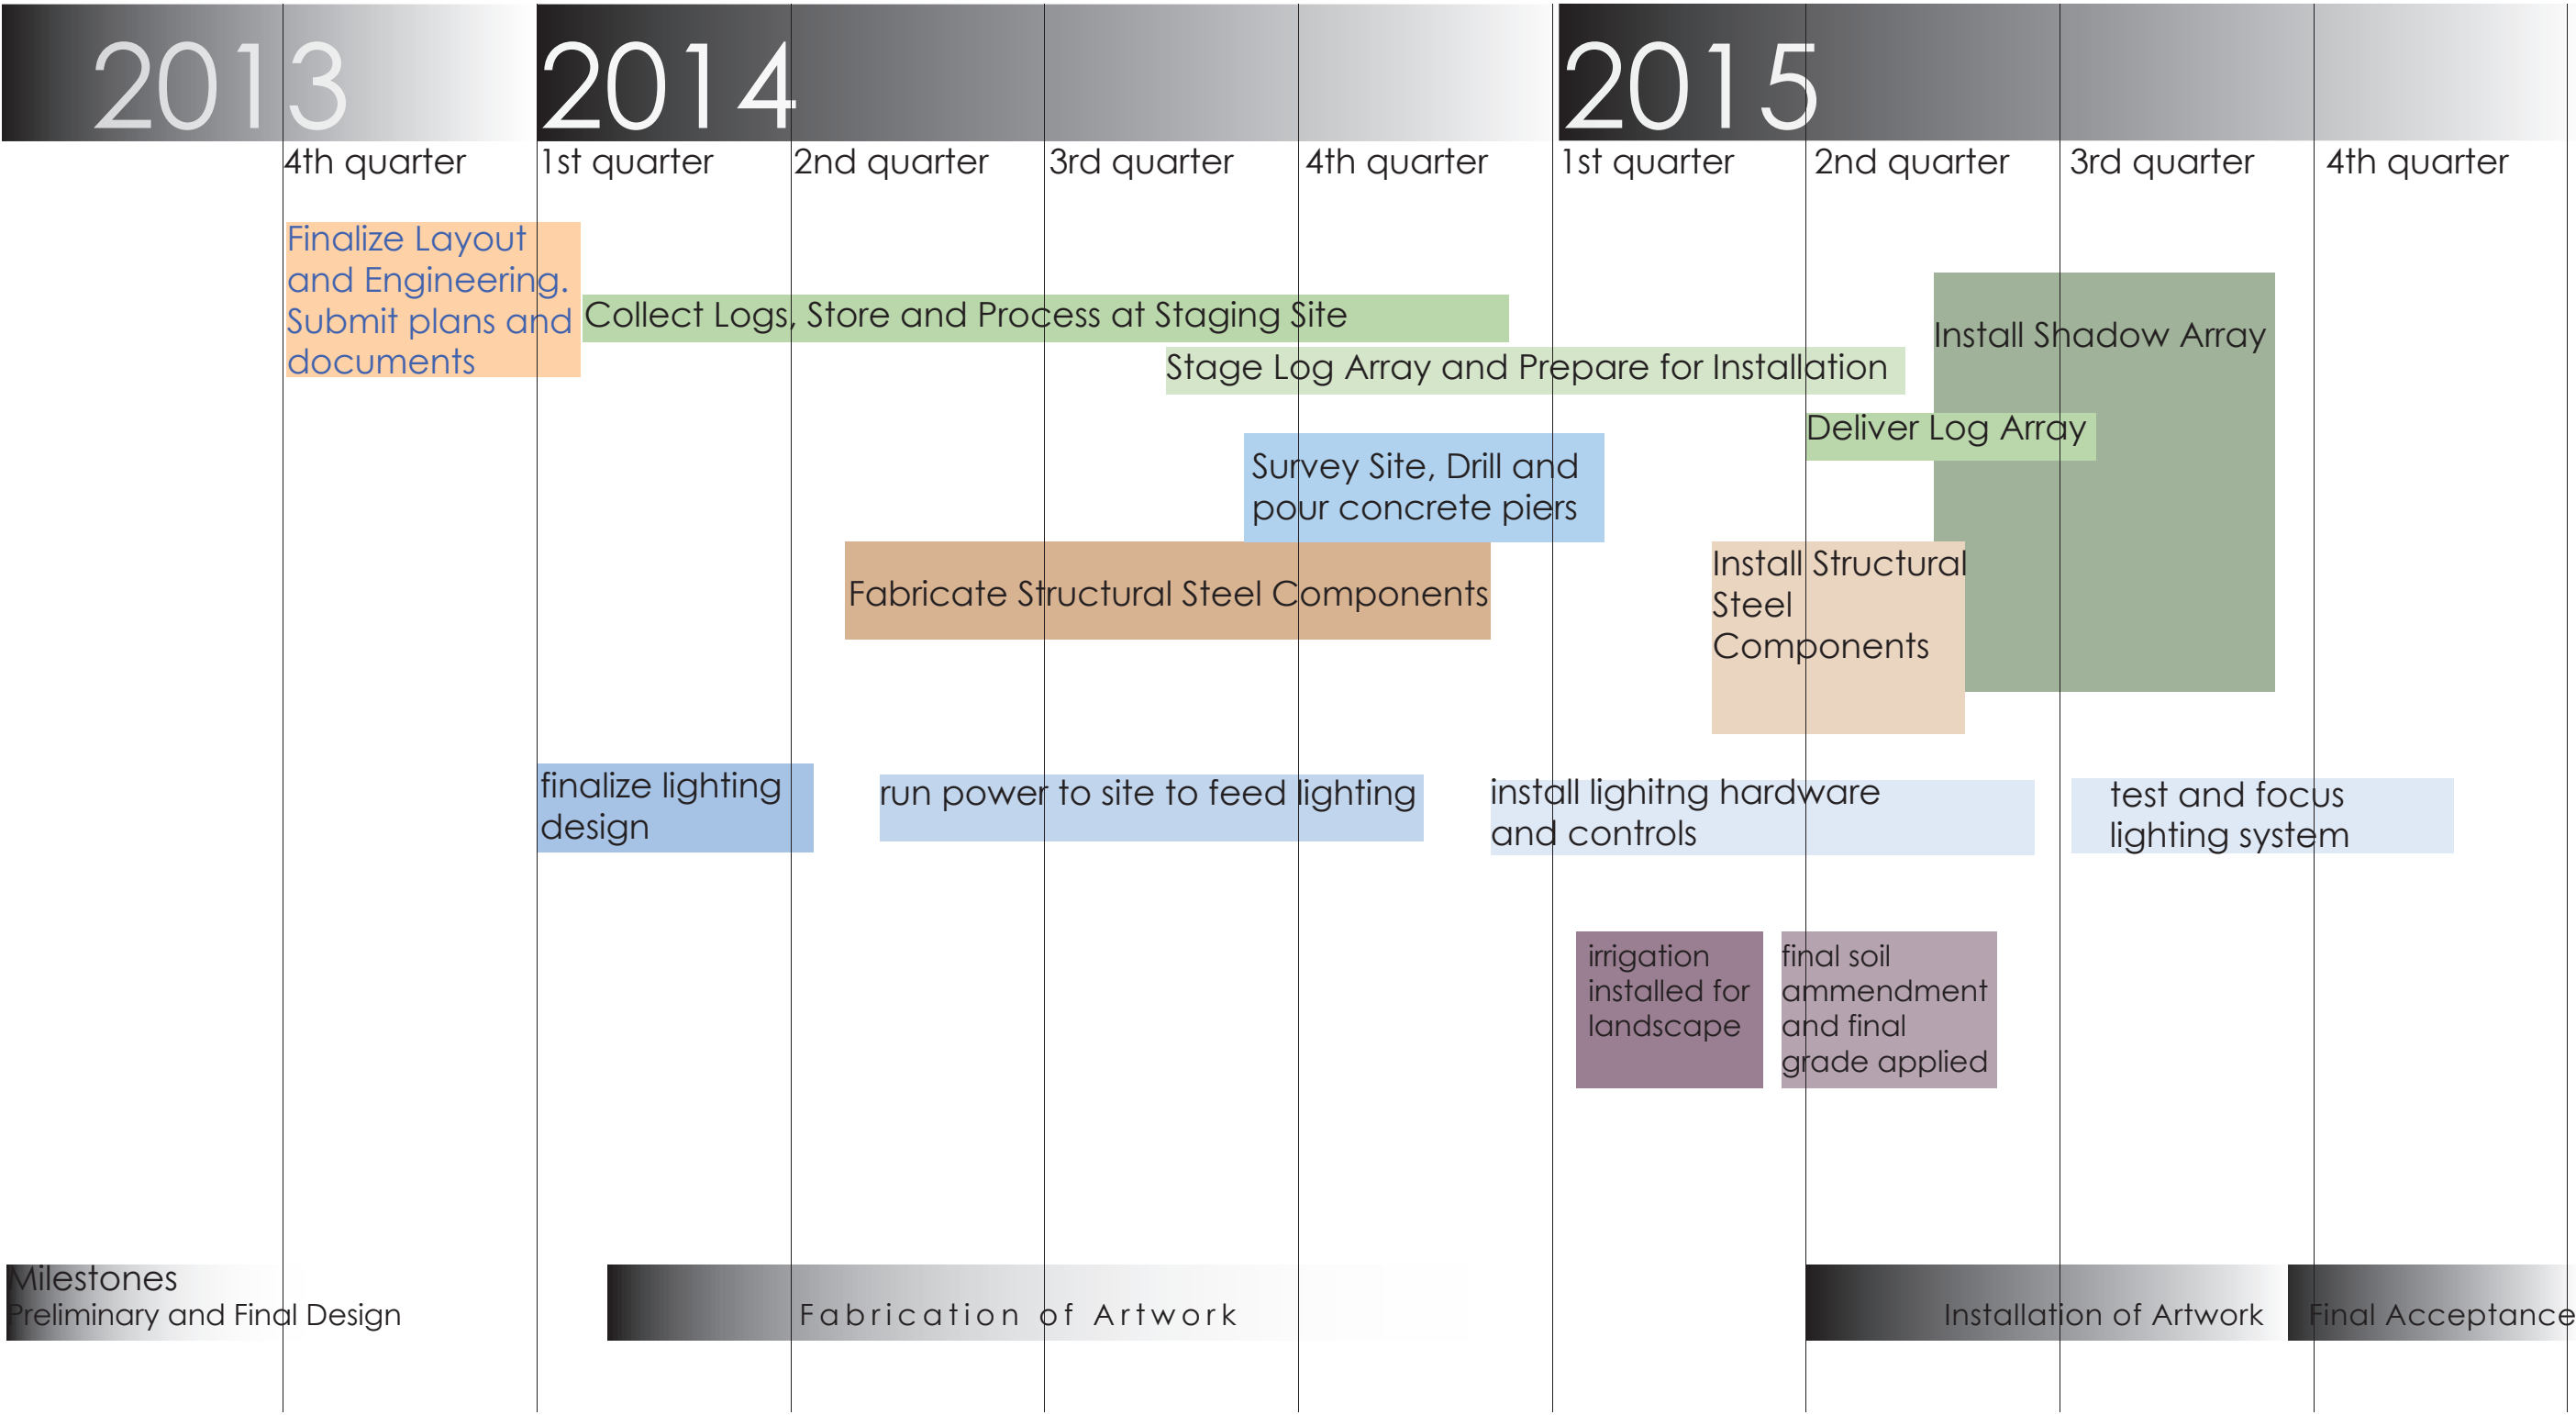 2013
2014
2015
4th quarter
1st quarter
2nd quarter
3rd quarter
4th quarter
1st quarter
2nd quarter
3rd quarter
4th quarter
Finalize Layout
and Engineering.
Submit plans and
documents
Collect Logs, Store and Process at Staging Site
Install Shadow Array
Stage Log Array and Prepare for Installation
Deliver Log Array
Survey Site, Drill and
pour concrete piers
Fabricate Structural Steel Components
Install Structural
Steel
Components
finalize lighting
design
run power to site to feed lighting
install lighitng hardware
and controls
test and focus
lighting system
irrigation
installed for
landscape
final soil
ammendment
and final
grade applied
Milestones
Preliminary and Final Design
Fabrication of Artwork
Installation of Artwork
Final Acceptance